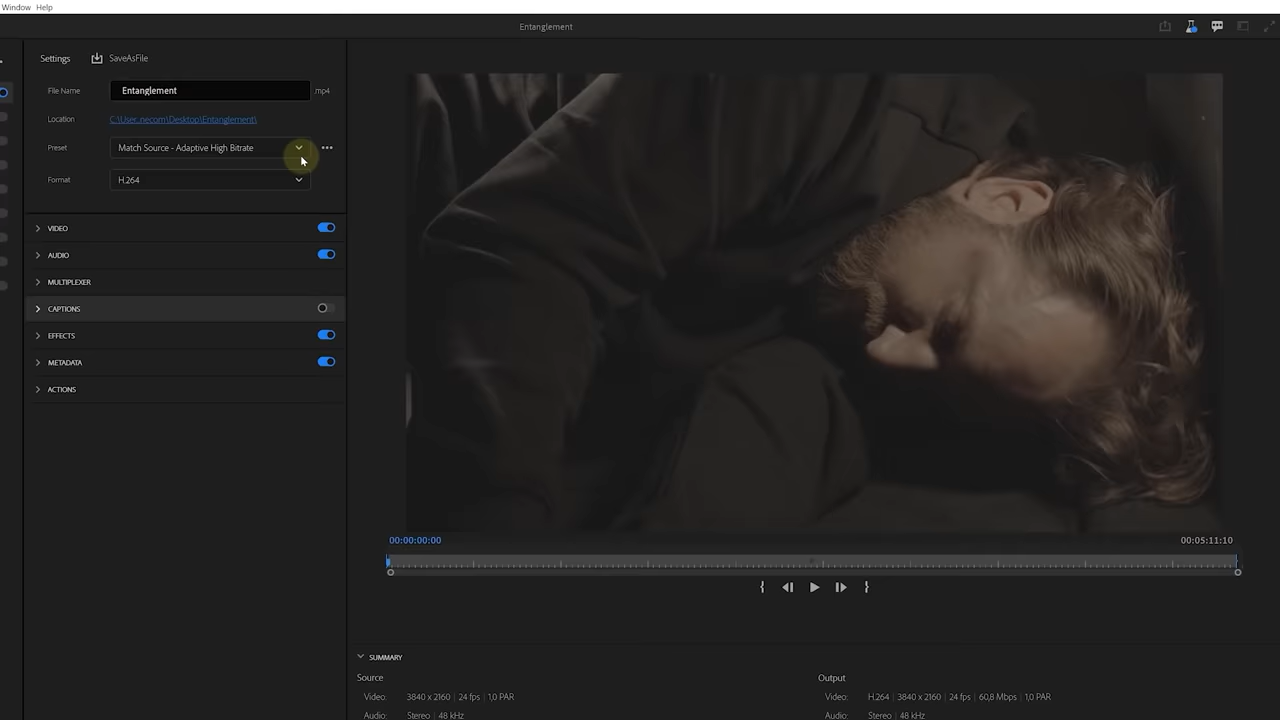 Window Help
Entanglement
Settings SaveAsFile
File Name Entanglement .mp4
Location C:\User..necom\Desktop\Entanglement\
Preset Match Source - Adaptive High Bitrate
Format H.264
VIDEO
AUDIO
MULTIPLEXER
CAPTIONS
EFFECTS
METADATA
ACTIONS
00:00:00:00 00:05:11:10
SUMMARY
Source Output
Video: 3840 x 2160 | 24 fps | 1,0 PAR Video: H.264 | 3840 x 2160 | 24 fps | 60,8 Mbps | 1,0 PAR
Audio: Stereo | 48 kHz Audio: Stereo | 48 kHz